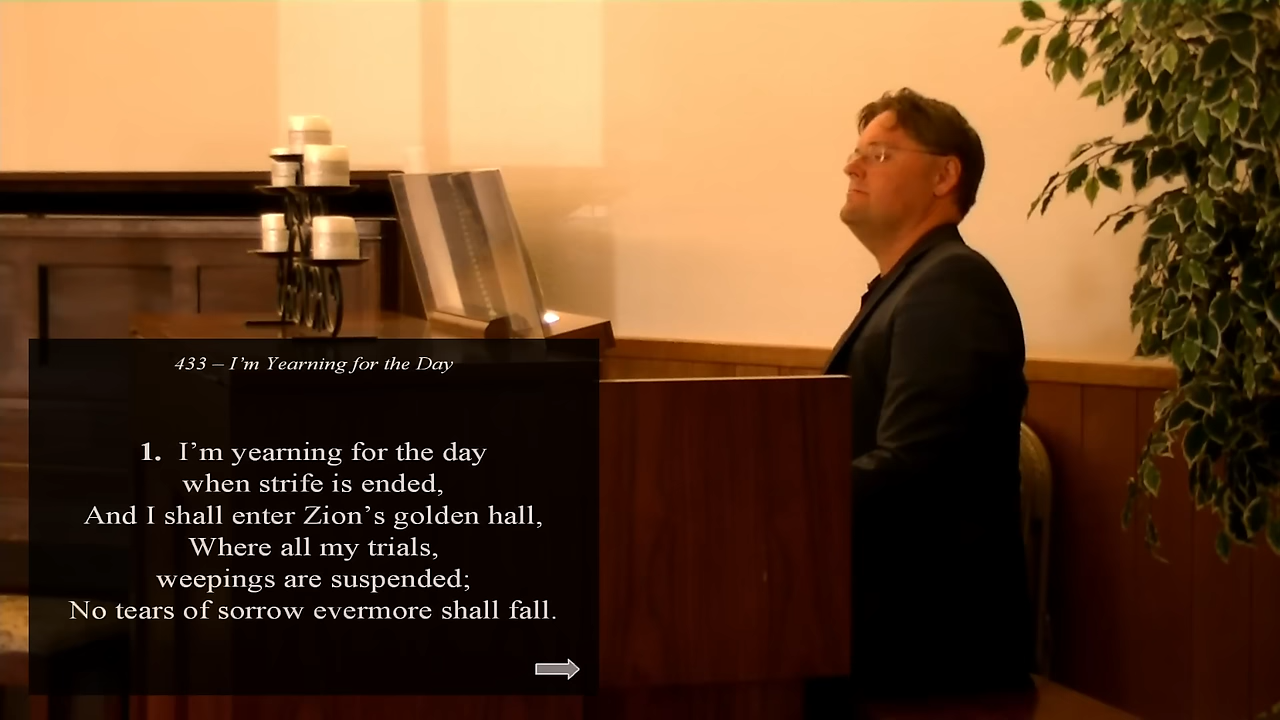 433 – I’m Yearning for the Day
1. I’m yearning for the day
when strife is ended,
And I shall enter Zion’s golden hall,
Where all my trials,
weepings are suspended;
No tears of sorrow evermore shall fall.